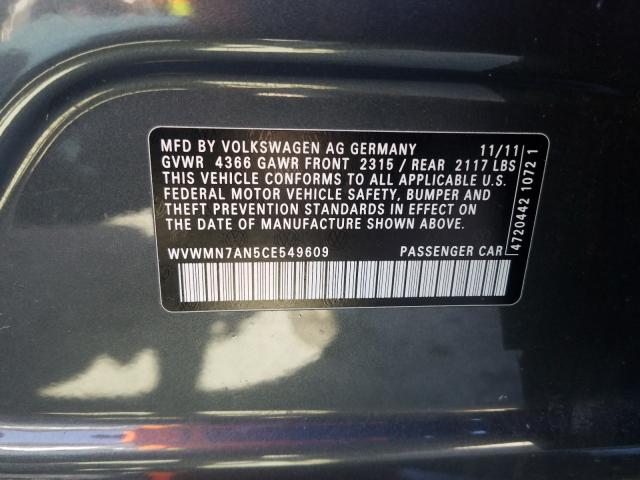 MFD BY VOLKSWAGEN AG GERMANY 11/11
GVWR 4366 GAWR FRONT 2315 / REAR 2117 LBS
THIS VEHICLE CONFORMS TO ALL APPLICABLE U.S.
FEDERAL MOTOR VEHICLE SAFETY, BUMPER AND
THEFT PREVENTION STANDARDS IN EFFECT ON
THE DATE OF MANUFACTURE SHOWN ABOVE.
WVWMN7AN5CE549609 PASSENGER CAR
4720442 1072 1